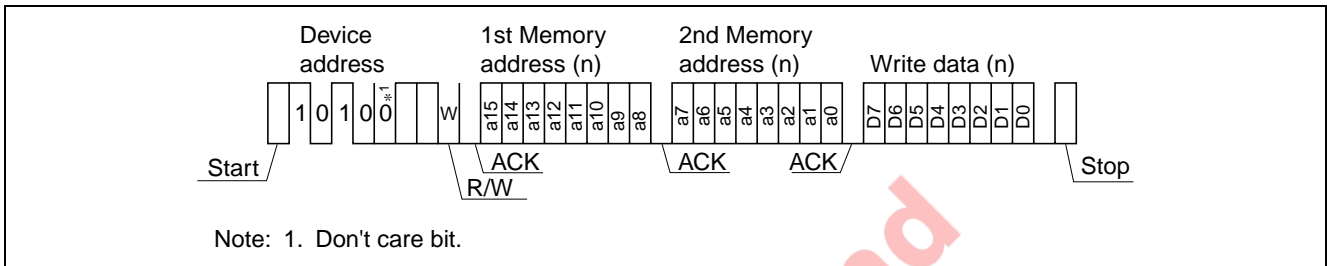 Device address
1st Memory address (n)
2nd Memory address (n)
Write data (n)
1 0 1 0 0*1 W a15 a14 a13 a12 a11 a10 a9 a8 a7 a6 a5 a4 a3 a2 a1 a0 D7 D6 D5 D4 D3 D2 D1 D0
Start
ACK
ACK
ACK
Stop
R/W
Note: 1. Don't care bit.